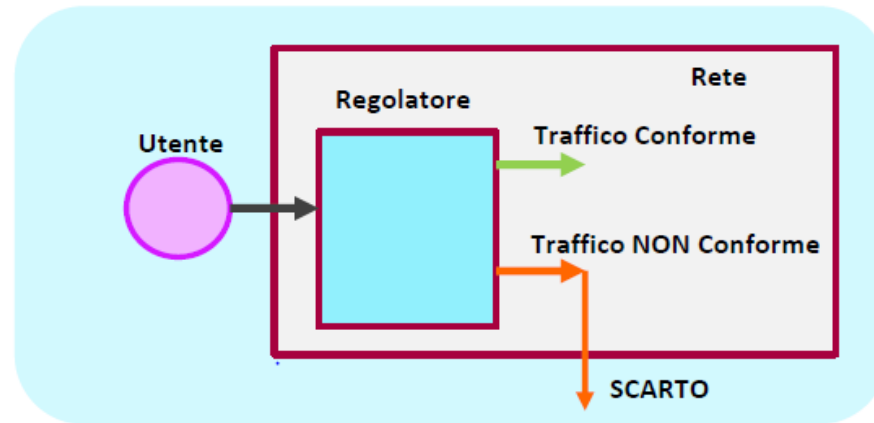 Rete
Regolatore
Utente
Traffico Conforme
Traffico NON Conforme
SCARTO